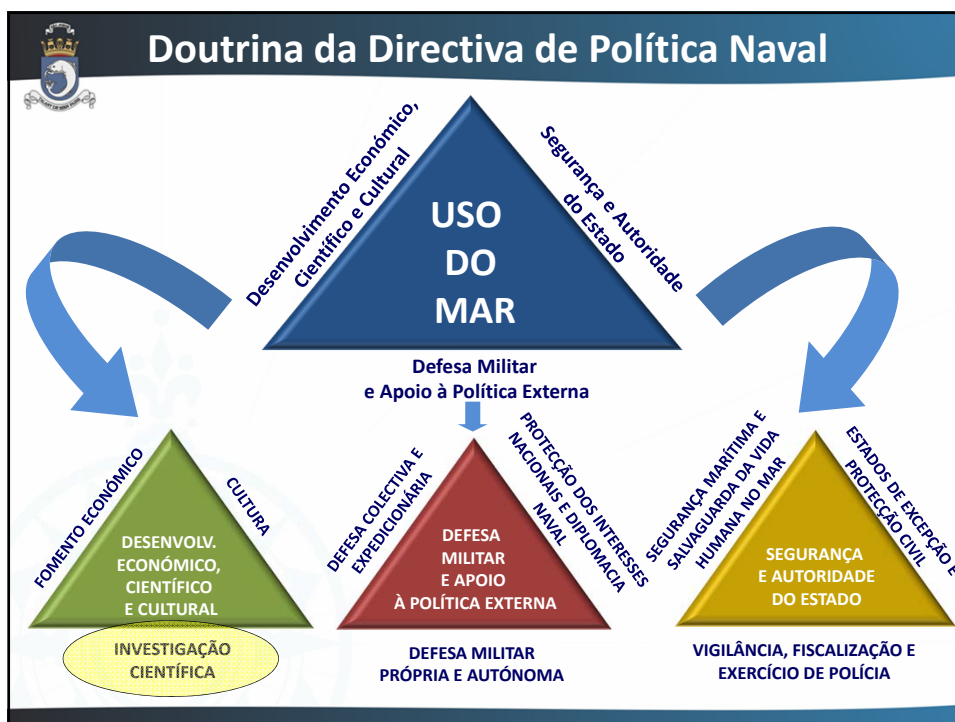 Doutrina da Directiva de Política Naval
Desenvolvimento Económico,
Científico e Cultural
Segurança e Autoridade
do Estado
USO
DO
MAR
Defesa Militar
e Apoio à Política Externa
FOMENTO ECONÓMICO
CULTURA
DESENVOLV.
ECONÓMICO,
CIENTÍFICO
E CULTURAL
INVESTIGAÇÃO
CIENTÍFICA
DEFESA COLECTIVA E
EXPEDICIONÁRIA
PROTECÇÃO DOS INTERESSES
NACIONAIS E DIPLOMACIA
NAVAL
DEFESA
MILITAR
E APOIO
À POLÍTICA EXTERNA
DEFESA MILITAR
PRÓPRIA E AUTÓNOMA
SEGURANÇA MARÍTIMA E
SALVAGUARDA DA VIDA
HUMANA NO MAR
ESTADOS DE EXCEPÇÃO E
PROTECÇÃO CIVIL
SEGURANÇA
E AUTORIDADE
DO ESTADO
VIGILÂNCIA, FISCALIZAÇÃO E
EXERCÍCIO DE POLÍCIA